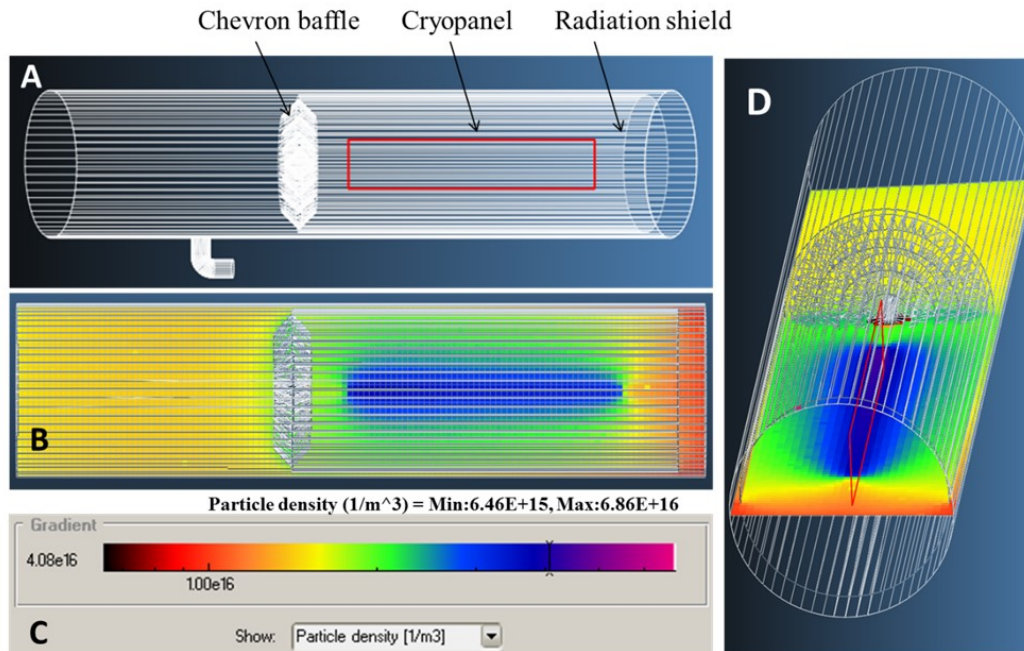 Chevron baffle Cryopanel Radiation shield
A
D
B
Particle density (1/m^3) = Min:6.46E+15, Max:6.86E+16
Gradient
4.08e16
1.00e16
C
Show: Particle density [1/m3]